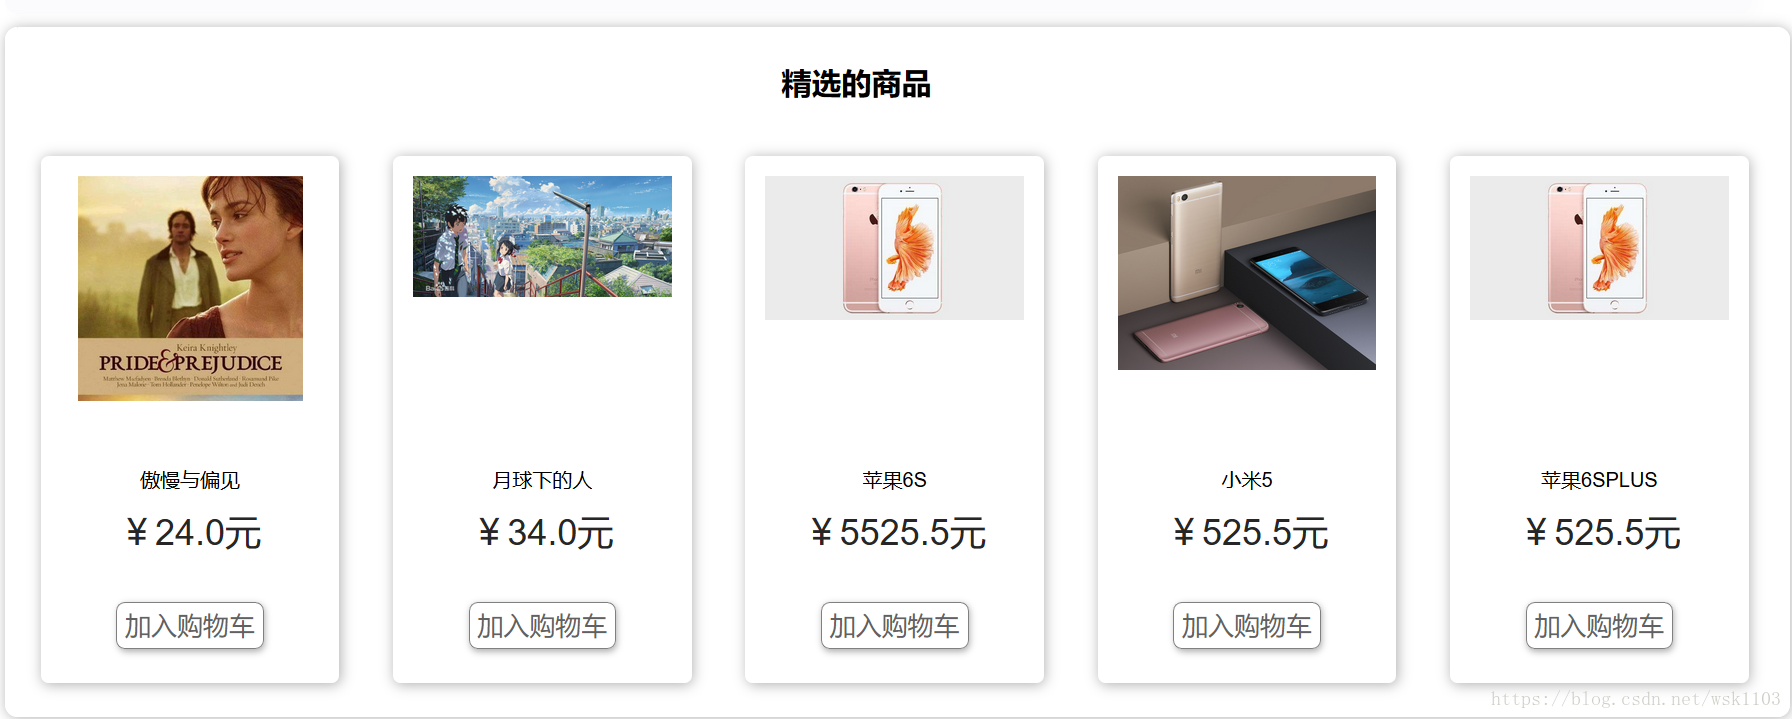 精选的商品
Keira Knightley
PRIDE & PREJUDICE
傲慢与偏见
￥24.0元
加入购物车
月球下的人
￥34.0元
加入购物车
苹果6S
￥5525.5元
加入购物车
小米5
￥525.5元
加入购物车
苹果6SPLUS
￥525.5元
加入购物车
https://blog.csdn.net/wsk1103